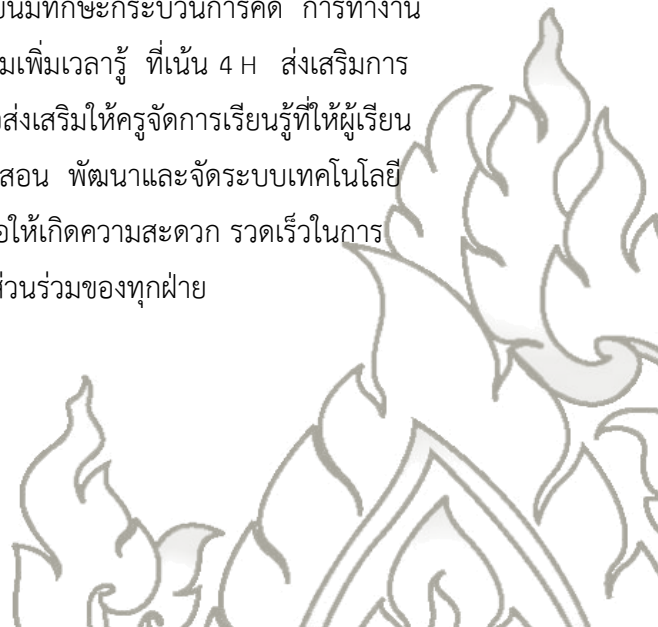 ยนมีทักษะกระบวนการคิด การทำงาน
มเพิ่มเวลารู้ ที่เน้น 4 H ส่งเสริมการ
ส่งเสริมให้ครูจัดการเรียนรู้ที่ให้ผู้เรียน
สอน พัฒนาและจัดระบบเทคโนโลยี
อให้เกิดความสะดวก รวดเร็วในการ
ส่วนร่วมของทุกฝ่าย